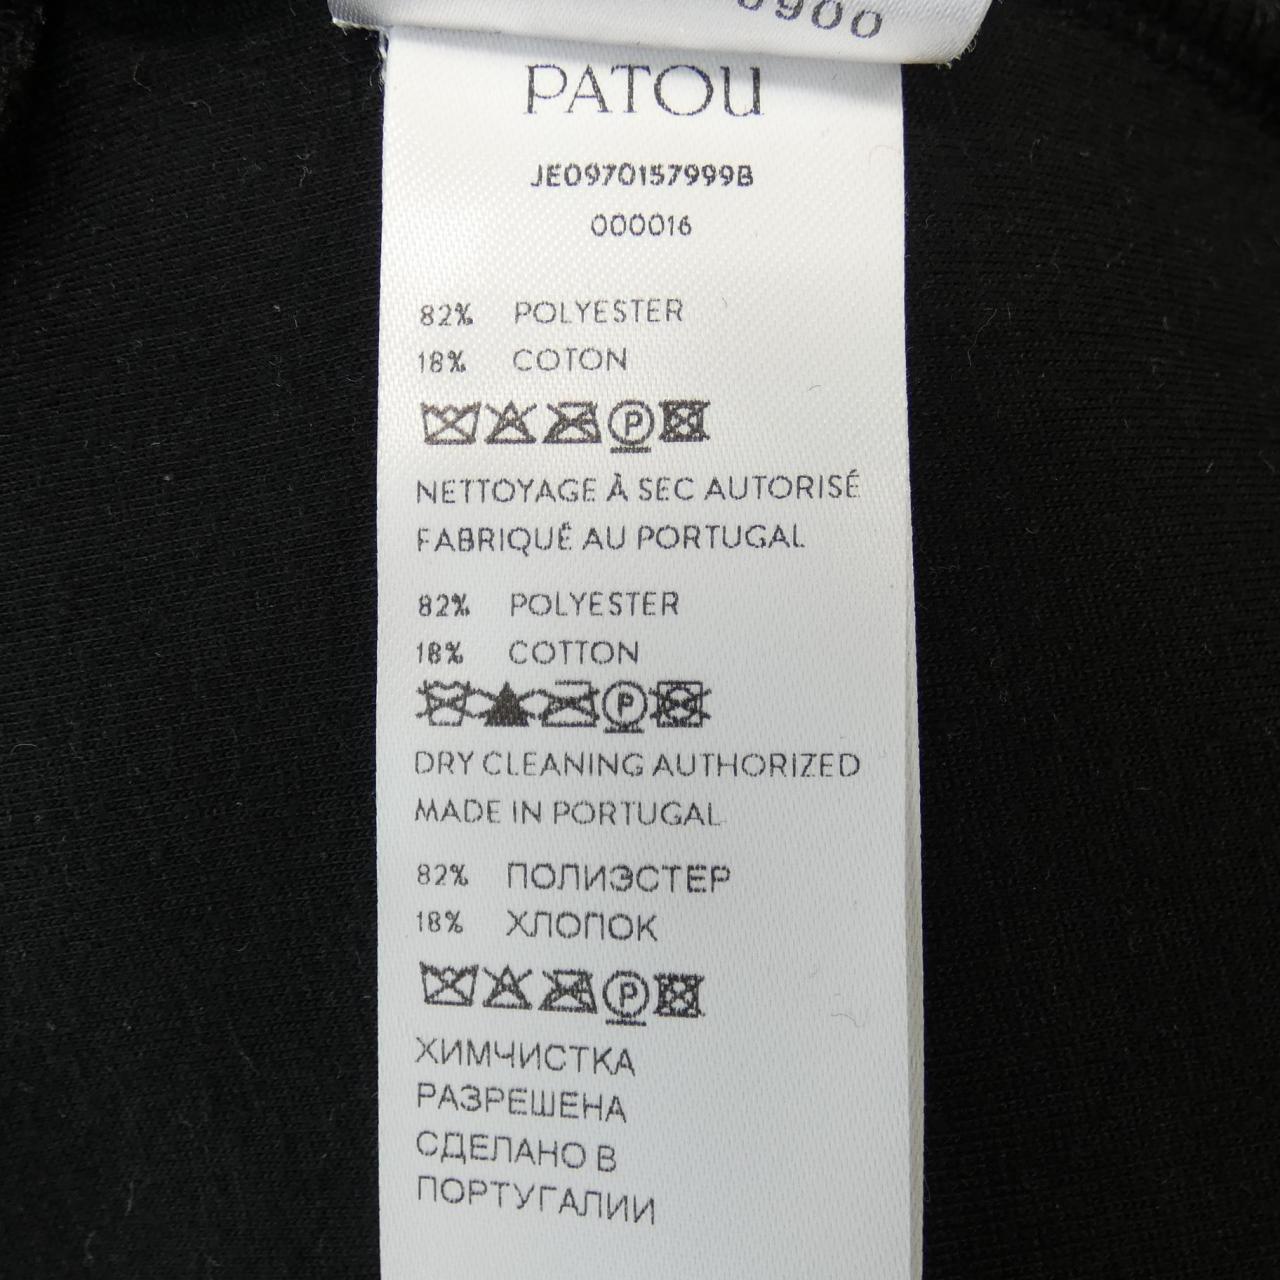 0900
PATOU
JE0970157999B
000016
82% POLYESTER
18% COTON
P
NETTOYAGE À SEC AUTORISÉ
FABRIQUÉ AU PORTUGAL
82% POLYESTER
18% COTTON
P
DRY CLEANING AUTHORIZED
MADE IN PORTUGAL
82% ПОЛИЭСТЕР
18% ХЛОПОК
P
ХИМЧИСТКА
РАЗРЕШЕНА
СДЕЛАНО В
ПОРТУГАЛИИ